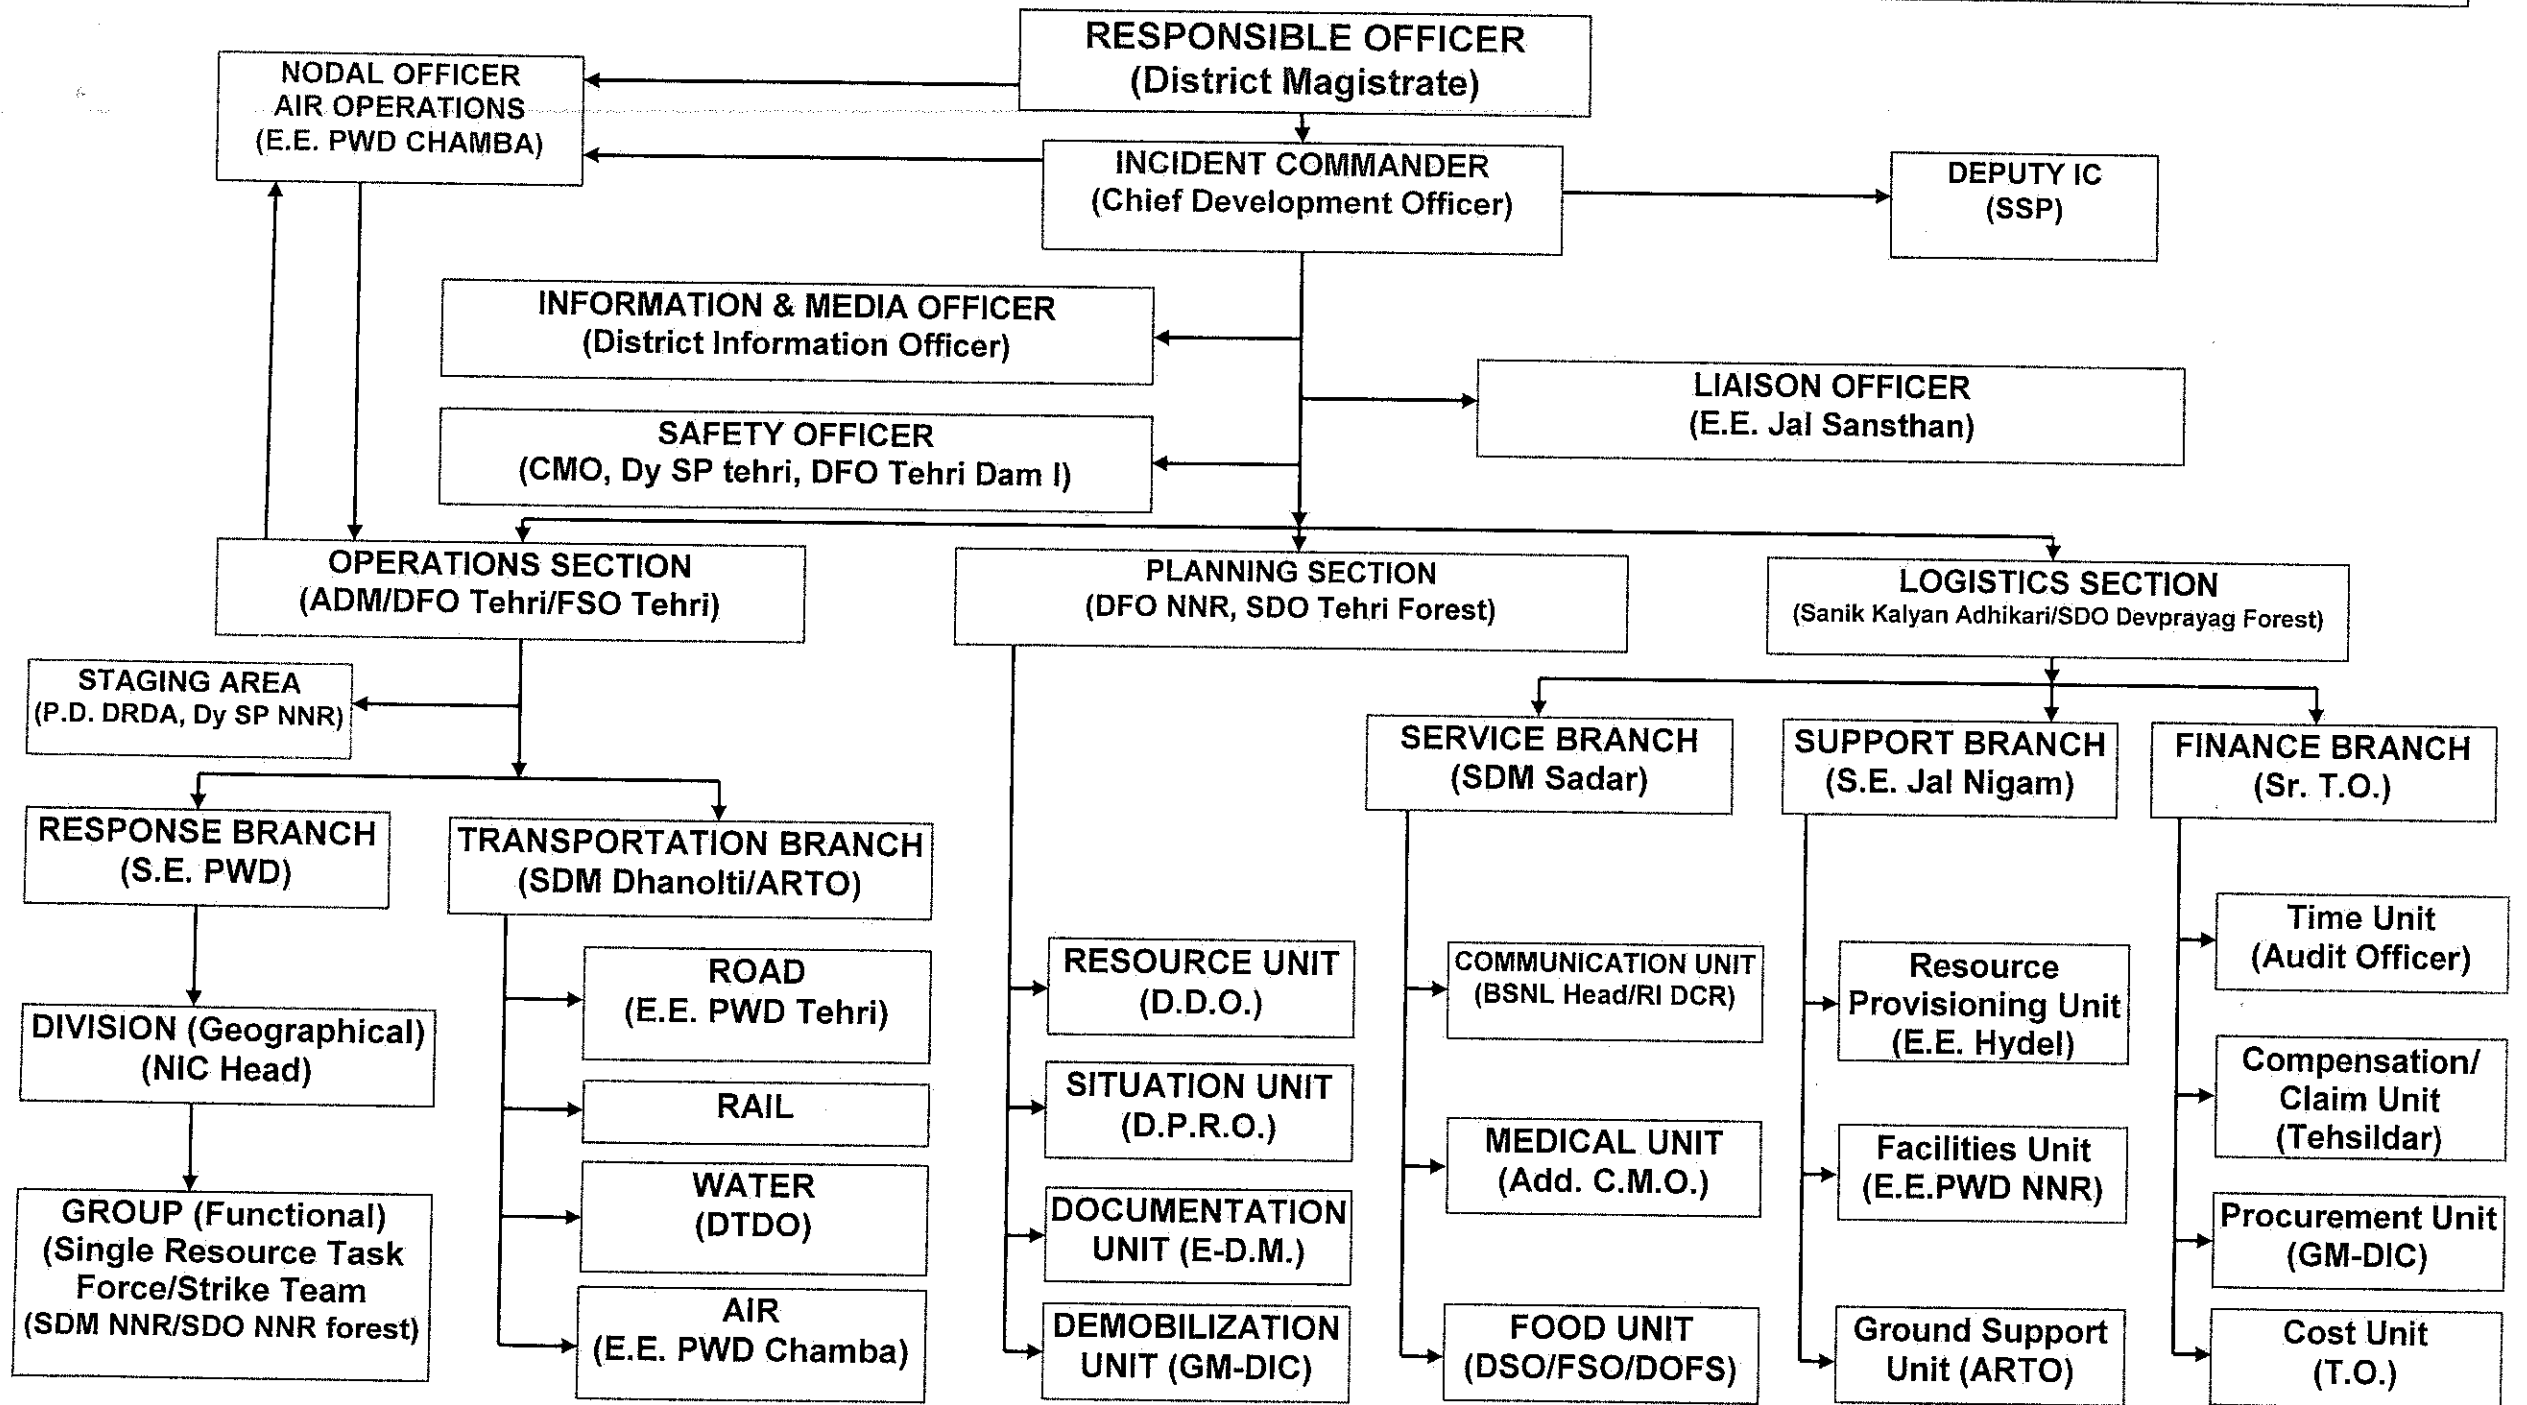 RESPONSIBLE OFFICER
(District Magistrate)
NODAL OFFICER
AIR OPERATIONS
(E.E. PWD CHAMBA)
INCIDENT COMMANDER
(Chief Development Officer)
DEPUTY IC
(SSP)
INFORMATION & MEDIA OFFICER
(District Information Officer)
LIAISON OFFICER
(E.E. Jal Sansthan)
SAFETY OFFICER
(CMO, Dy SP tehri, DFO Tehri Dam I)
OPERATIONS SECTION
(ADM/DFO Tehri/FSO Tehri)
PLANNING SECTION
(DFO NNR, SDO Tehri Forest)
LOGISTICS SECTION
(Sanik Kalyan Adhikari/SDO Devprayag Forest)
STAGING AREA
(P.D. DRDA, Dy SP NNR)
SERVICE BRANCH
(SDM Sadar)
SUPPORT BRANCH
(S.E. Jal Nigam)
FINANCE BRANCH
(Sr. T.O.)
RESPONSE BRANCH
(S.E. PWD)
TRANSPORTATION BRANCH
(SDM Dhanolti/ARTO)
DIVISION (Geographical)
(NIC Head)
GROUP (Functional)
(Single Resource Task
Force/Strike Team
(SDM NNR/SDO NNR forest)
ROAD
(E.E. PWD Tehri)
RAIL
WATER
(DTDO)
AIR
(E.E. PWD Chamba)
RESOURCE UNIT
(D.D.O.)
SITUATION UNIT
(D.P.R.O.)
DOCUMENTATION
UNIT (E-D.M.)
DEMOBILIZATION
UNIT (GM-DIC)
COMMUNICATION UNIT
(BSNL Head/RI DCR)
MEDICAL UNIT
(Add. C.M.O.)
FOOD UNIT
(DSO/FSO/DOFS)
Resource
Provisioning Unit
(E.E. Hydel)
Facilities Unit
(E.E.PWD NNR)
Ground Support
Unit (ARTO)
Time Unit
(Audit Officer)
Compensation/
Claim Unit
(Tehsildar)
Procurement Unit
(GM-DIC)
Cost Unit
(T.O.)